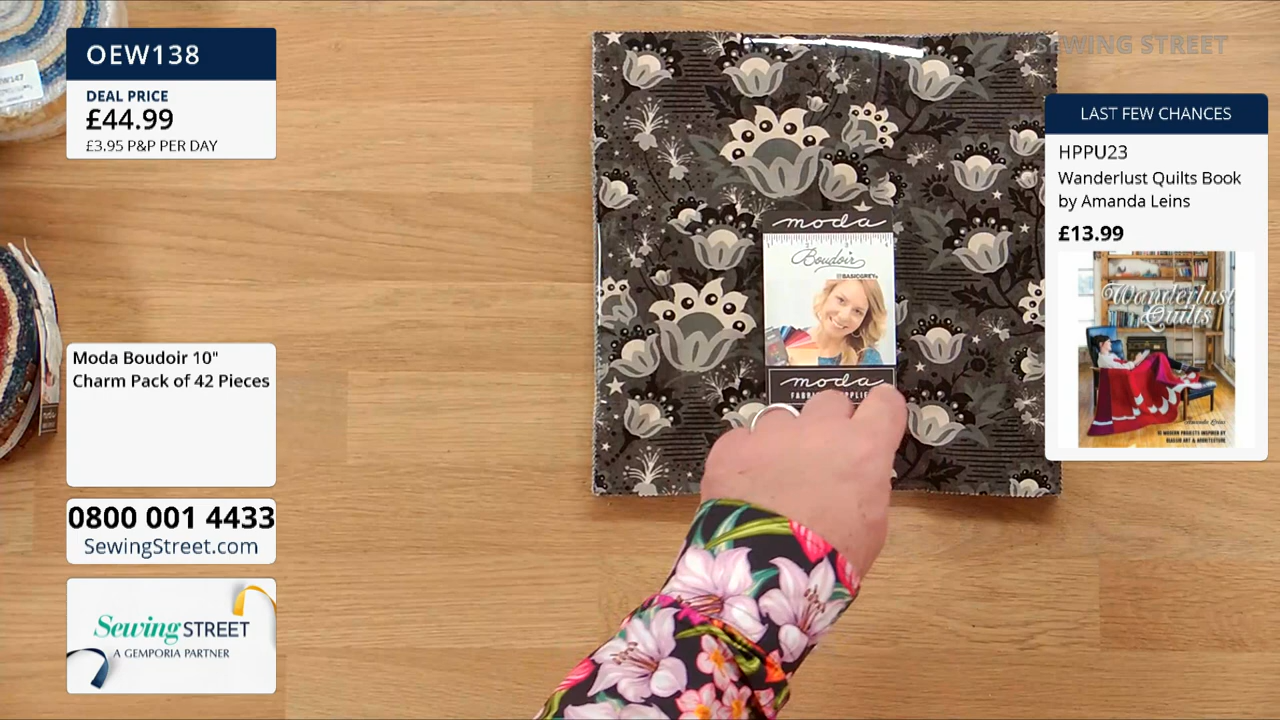 OEW138
DEAL PRICE
£44.99
£3.95 P&P PER DAY
Moda Boudoir 10"
Charm Pack of 42 Pieces
0800 001 4433
SewingStreet.com
Sewing STREET
A GEMPORIA PARTNER
moda
Boudoir
BASICGREY
moda
SEWING STREET
LAST FEW CHANCES
HPPU23
Wanderlust Quilts Book
by Amanda Leins
£13.99
Wanderlust
Quilts
Amanda Leins